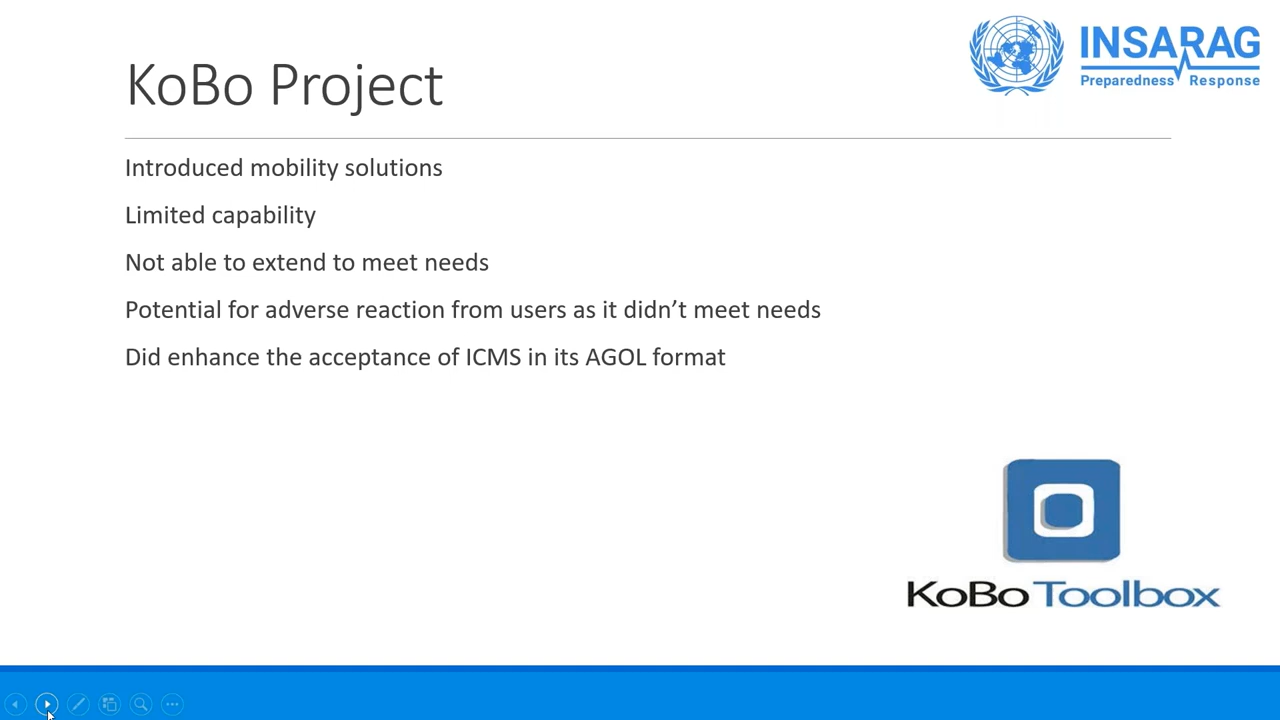 KoBo Project
INSARAG
Preparedness Response
Introduced mobility solutions
Limited capability
Not able to extend to meet needs
Potential for adverse reaction from users as it didn’t meet needs
Did enhance the acceptance of ICMS in its AGOL format
KoBo Toolbox